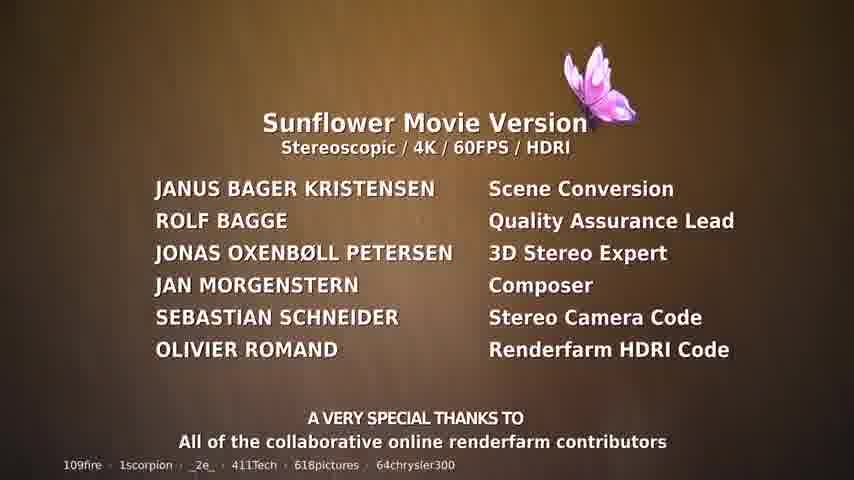 Sunflower Movie Version
Stereoscopic / 4K / 60FPS / HDRI
JANUS BAGER KRISTENSEN Scene Conversion
ROLF BAGGE Quality Assurance Lead
JONAS OXENBØLL PETERSEN 3D Stereo Expert
JAN MORGENSTERN Composer
SEBASTIAN SCHNEIDER Stereo Camera Code
OLIVIER ROMAND Renderfarm HDRI Code
A VERY SPECIAL THANKS TO
All of the collaborative online renderfarm contributors
109fire · 1scorpion · _2e_ · 411Tech · 618pictures · 64chrysler300